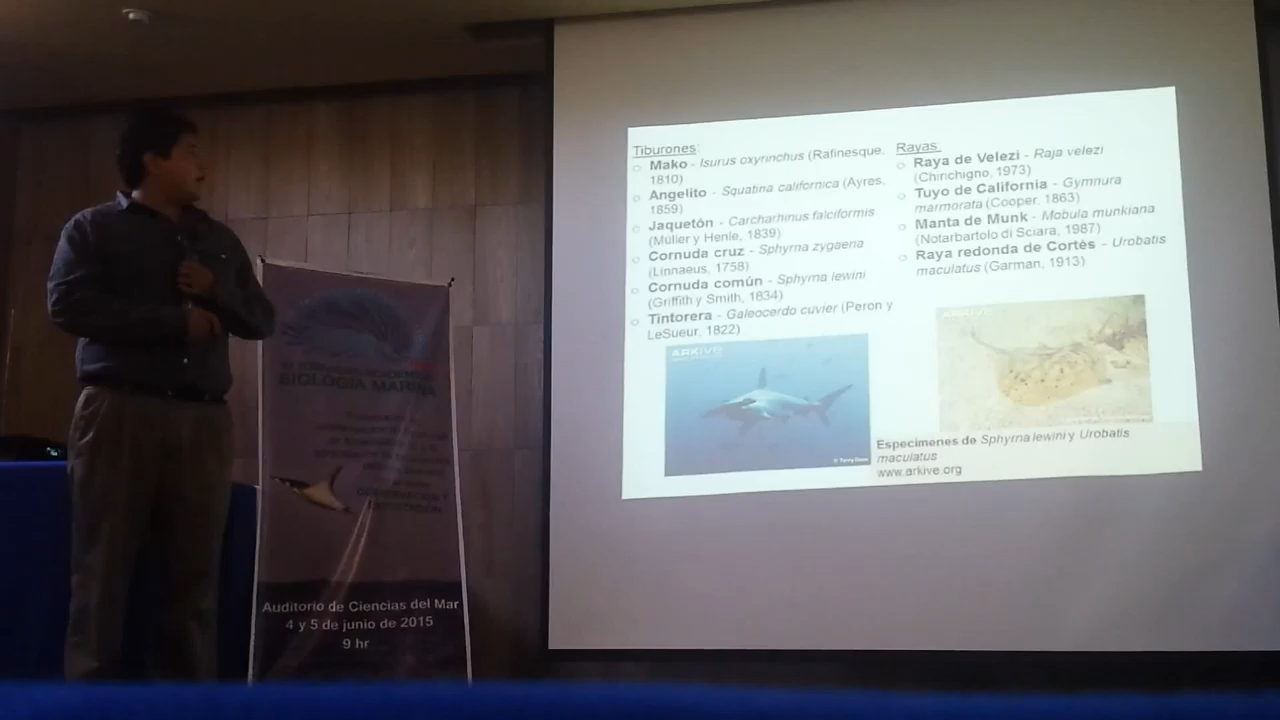 Tiburones:
Mako - Isurus oxyrinchus (Rafinesque,
1810)
Angelito - Squatina californica (Ayres,
1859)
Jaquetón - Carcharhinus falciformis
(Müller y Henle, 1839)
Cornuda cruz - Sphyrna zygaena
(Linnaeus, 1758)
Cornuda común - Sphyrna lewini
(Griffith y Smith, 1834)
Tintorera - Galeocerdo cuvier (Peron y
LeSueur, 1822)
Rayas:
Raya de Velezi - Raja velezi
(Chirichigno, 1973)
Tuyo de California - Gymnura
marmorata (Cooper, 1863)
Manta de Munk - Mobula munkiana
(Notarbartolo di Sciara, 1987)
Raya redonda de Cortés - Urobatis
maculatus (Garman, 1913)
ARKIVE
ARKIVE
Especimenes de Sphyrna lewini y Urobatis
maculatus
www.arkive.org
BIOLOGÍA MARINA
Auditorio de Ciencias del Mar
4 y 5 de junio de 2015
9 hr